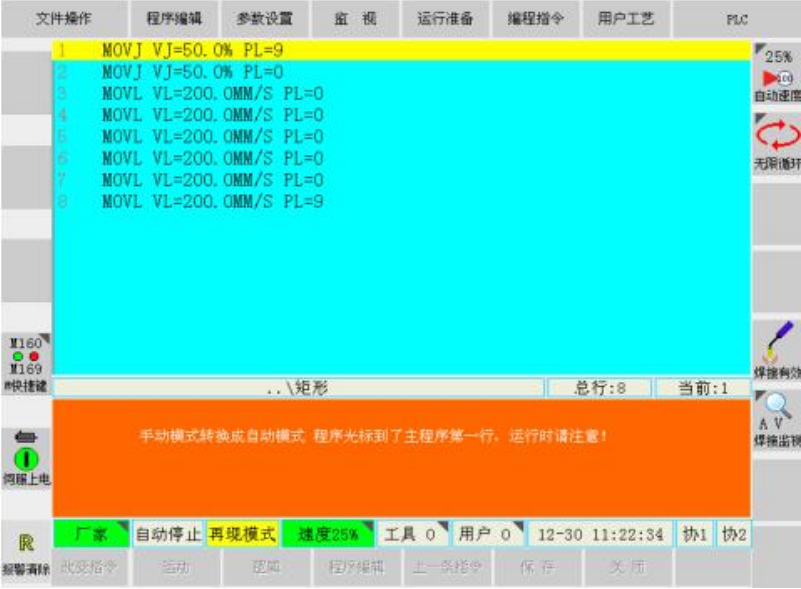 文件操作 程序编辑 参数设置 监 视 运行准备 编程指令 用户工艺 PLC
1 MOVJ VJ=50.0% PL=9
2 MOVJ VJ=50.0% PL=0
3 MOVL VL=200.0MM/S PL=0
4 MOVL VL=200.0MM/S PL=0
5 MOVL VL=200.0MM/S PL=0
6 MOVL VL=200.0MM/S PL=0
7 MOVL VL=200.0MM/S PL=0
8 MOVL VL=200.0MM/S PL=9
25%
100
自动速度
无限循环
M160
M169
#快捷键
焊接有效
..\矩形 总行:8 当前:1
A V
焊接监视
手动模式转换成自动模式 程序光标到了主程序第一行，运行时请注意!
伺服上电
厂家 自动停止 再现模式 速度25% 工具 0 用户 0 12-30 11:22:34 协1 协2
R
报警清除 改变指令 运动 逻辑 程序编辑 上一条指令 保 存 关 闭